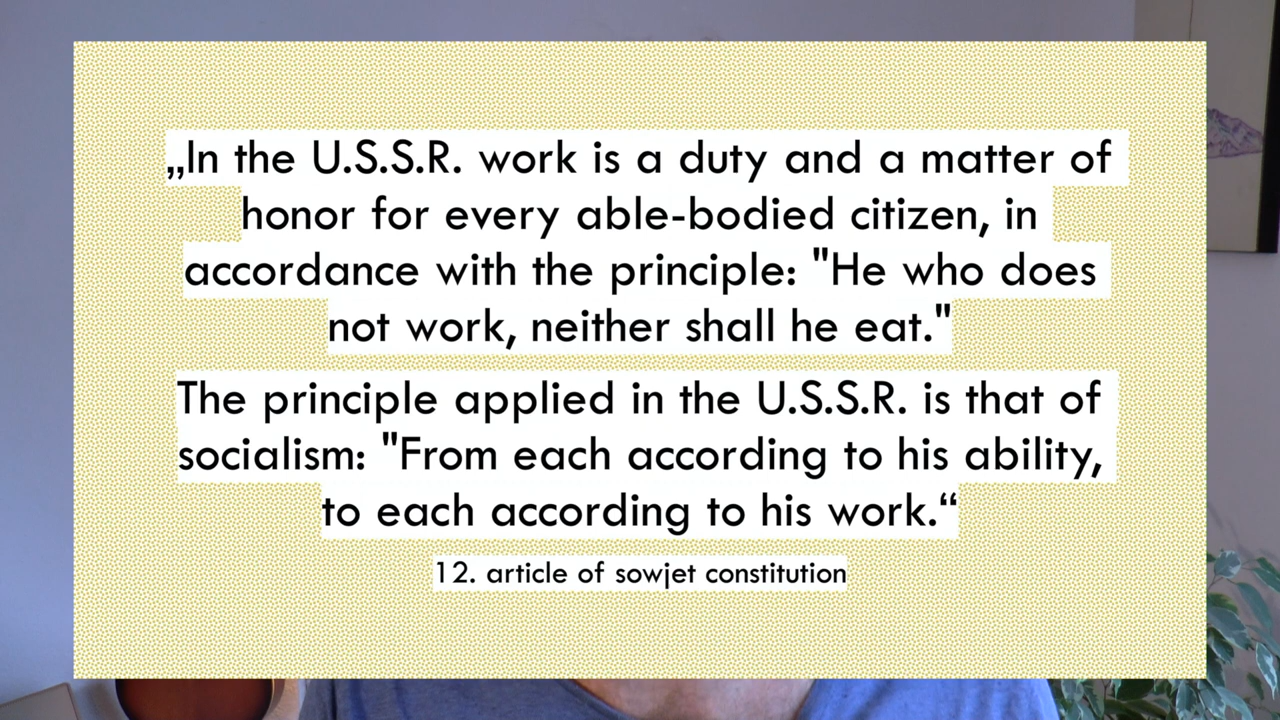 „In the U.S.S.R. work is a duty and a matter of
honor for every able-bodied citizen, in
accordance with the principle: "He who does
not work, neither shall he eat."
The principle applied in the U.S.S.R. is that of
socialism: "From each according to his ability,
to each according to his work.“
12. article of sowjet constitution